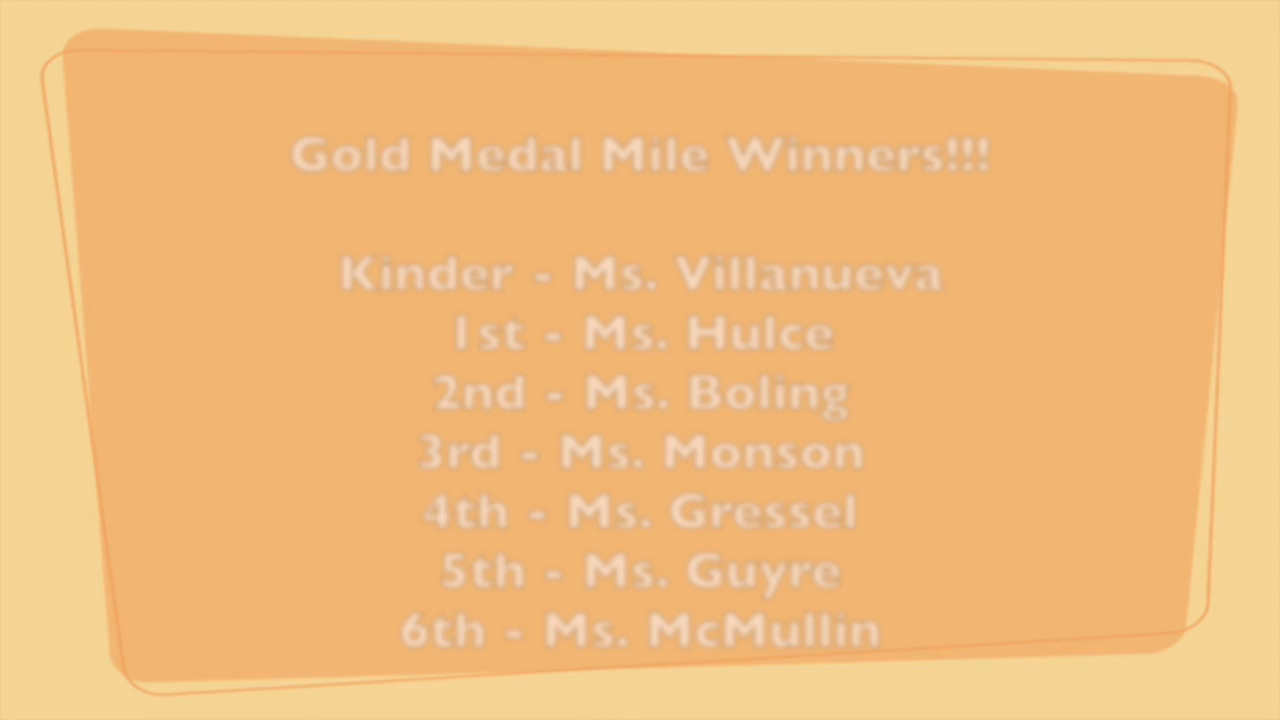 Gold Medal Mile Winners!!!
Kinder - Ms. Villanueva
1st - Ms. Hulce
2nd - Ms. Boling
3rd - Ms. Monson
4th - Ms. Gressel
5th - Ms. Guyre
6th - Ms. McMullin